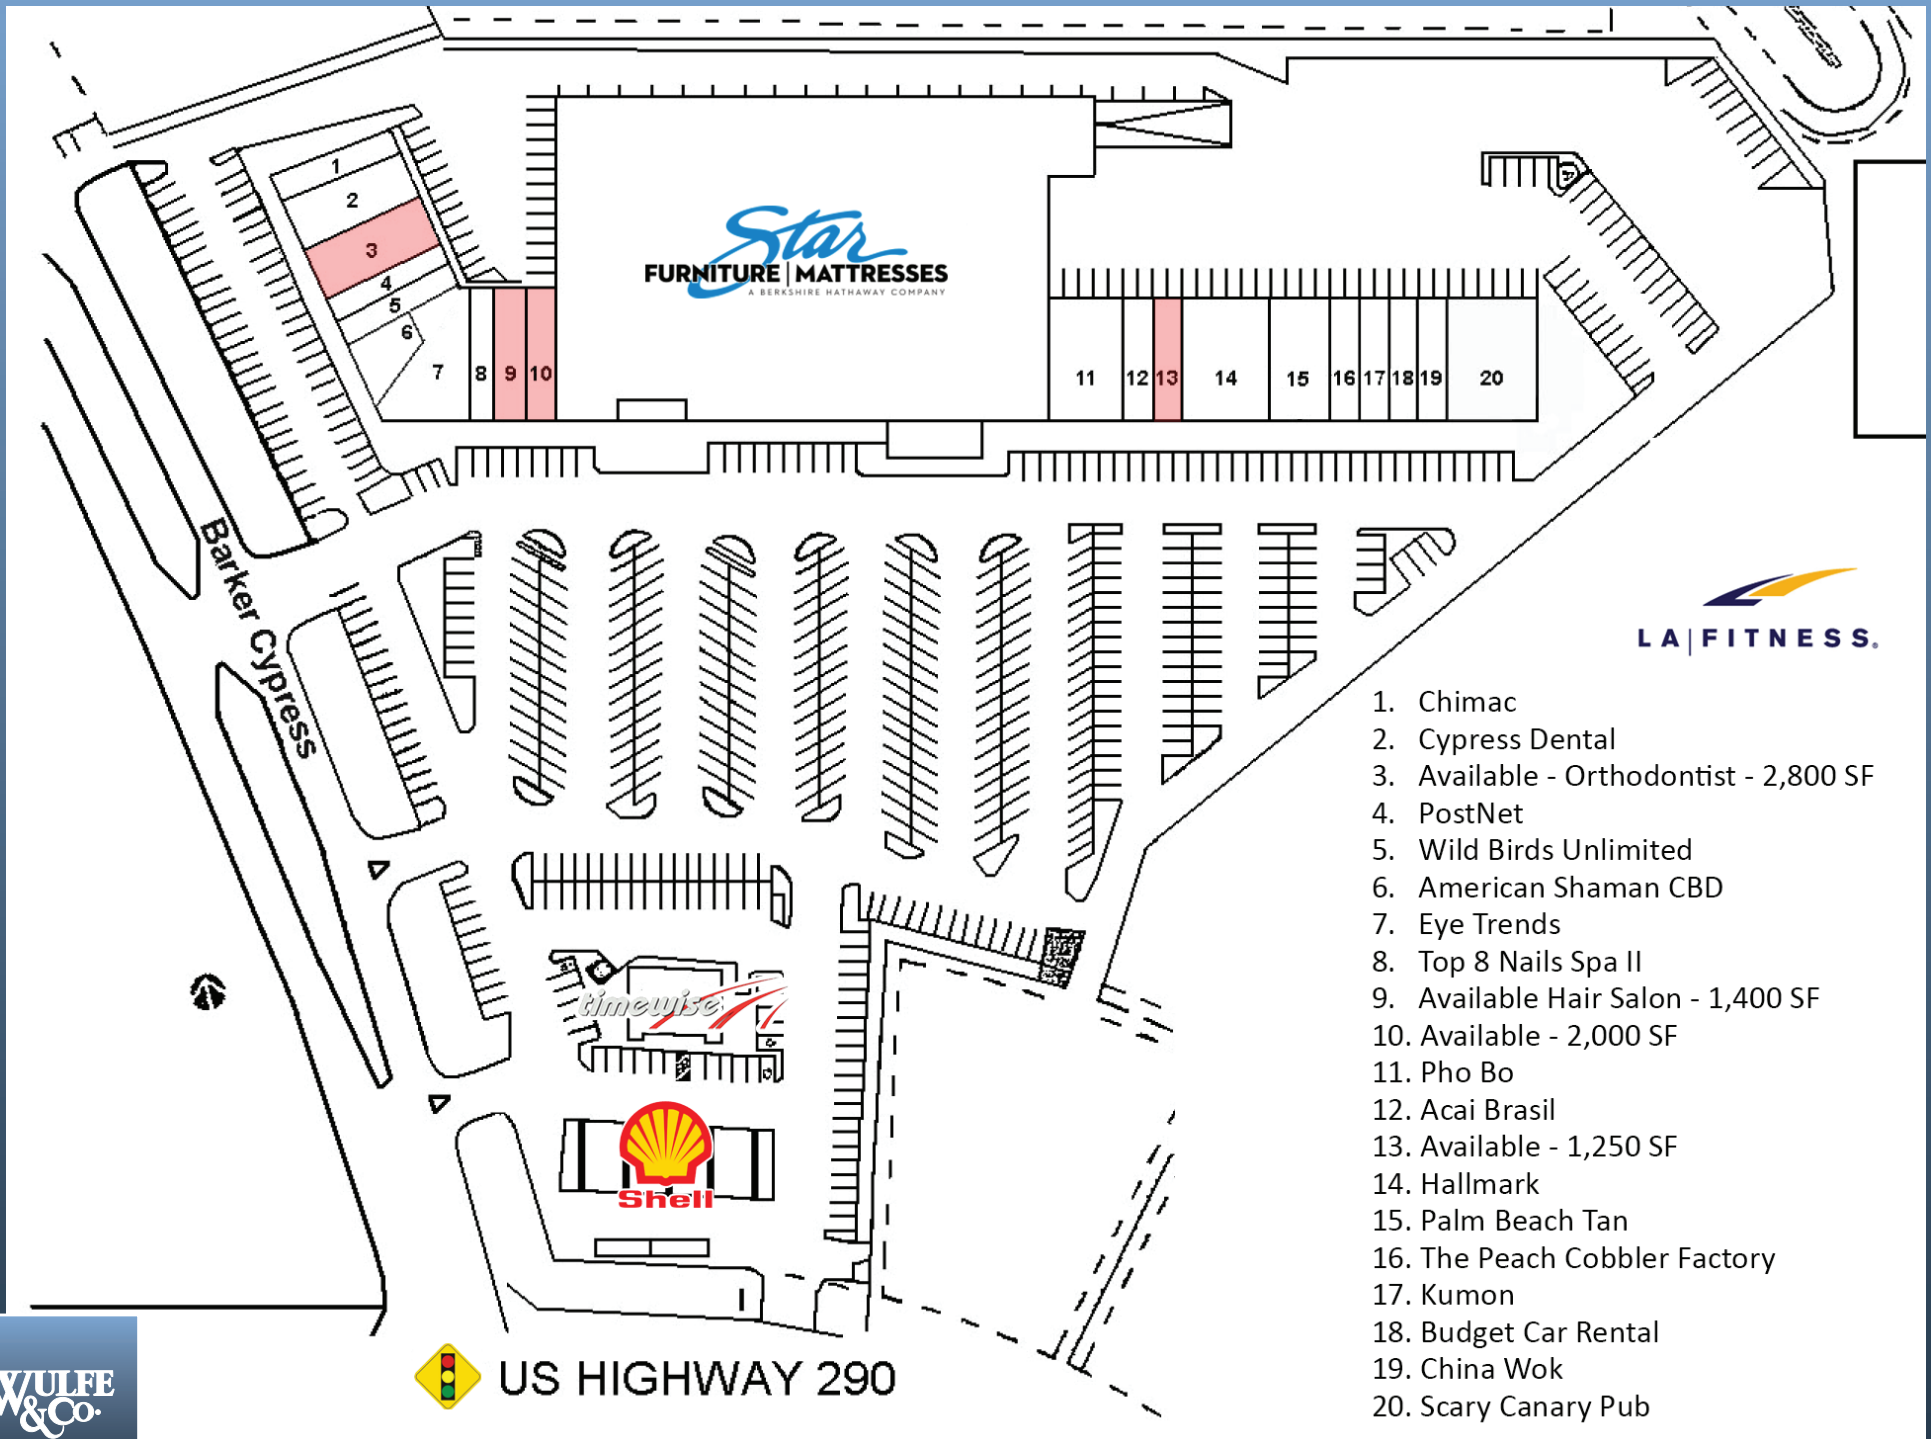 1
2
3
4
5
6
7
8
9
10
Star
FURNITURE | MATTRESSES
A BERKSHIRE HATHAWAY COMPANY
11
12
13
14
15
16
17
18
19
20
Barker Cypress
LA|FITNESS.
timewise
Shell
US HIGHWAY 290
WULFE
&CO.
1. Chimac
2. Cypress Dental
3. Available - Orthodontist - 2,800 SF
4. PostNet
5. Wild Birds Unlimited
6. American Shaman CBD
7. Eye Trends
8. Top 8 Nails Spa II
9. Available Hair Salon - 1,400 SF
10. Available - 2,000 SF
11. Pho Bo
12. Acai Brasil
13. Available - 1,250 SF
14. Hallmark
15. Palm Beach Tan
16. The Peach Cobbler Factory
17. Kumon
18. Budget Car Rental
19. China Wok
20. Scary Canary Pub